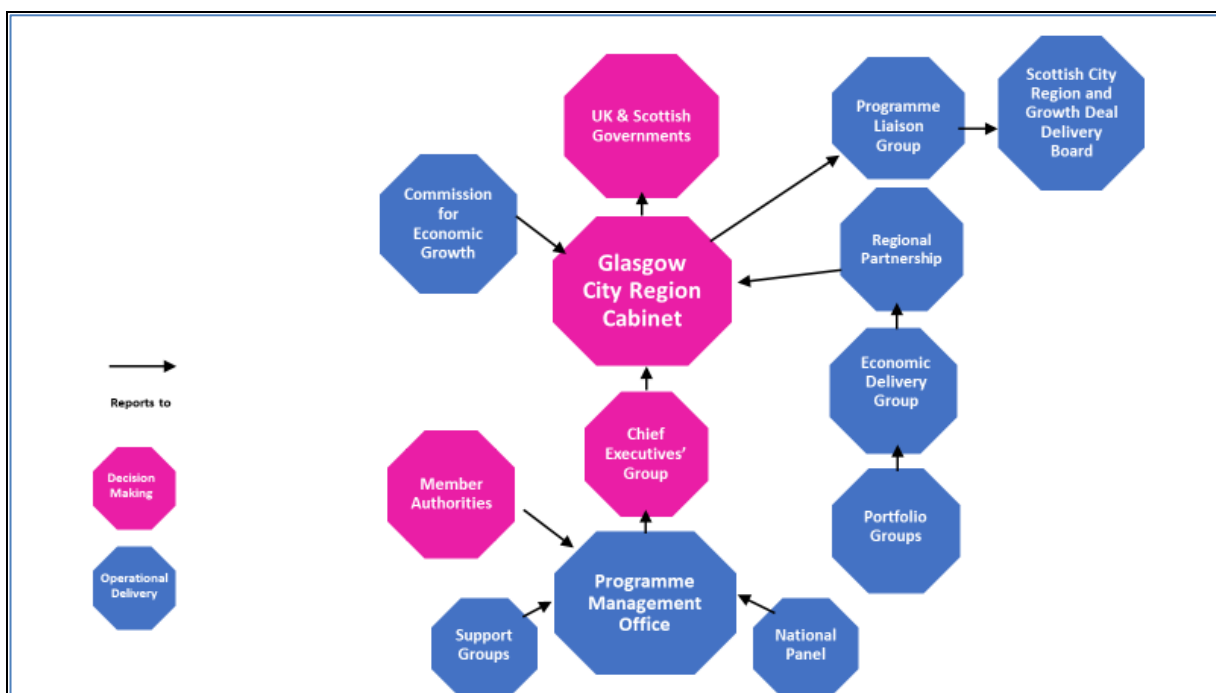 UK & Scottish
Governments
Programme
Liaison
Group
Scottish City
Region and
Growth Deal
Delivery
Board
Commission
for
Economic
Growth
Glasgow
City Region
Cabinet
Regional
Partnership
Reports to
Economic
Delivery
Group
Chief
Executives’
Group
Member
Authorities
Decision
Making
Portfolio
Groups
Operational
Delivery
Programme
Management
Office
Support
Groups
National
Panel